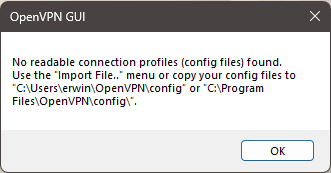 OpenVPN GUI
No readable connection profiles (config files) found.
Use the "Import File.." menu or copy your config files to
"C:\Users\erwin\OpenVPN\config" or "C:\Program
Files\OpenVPN\config\".
OK